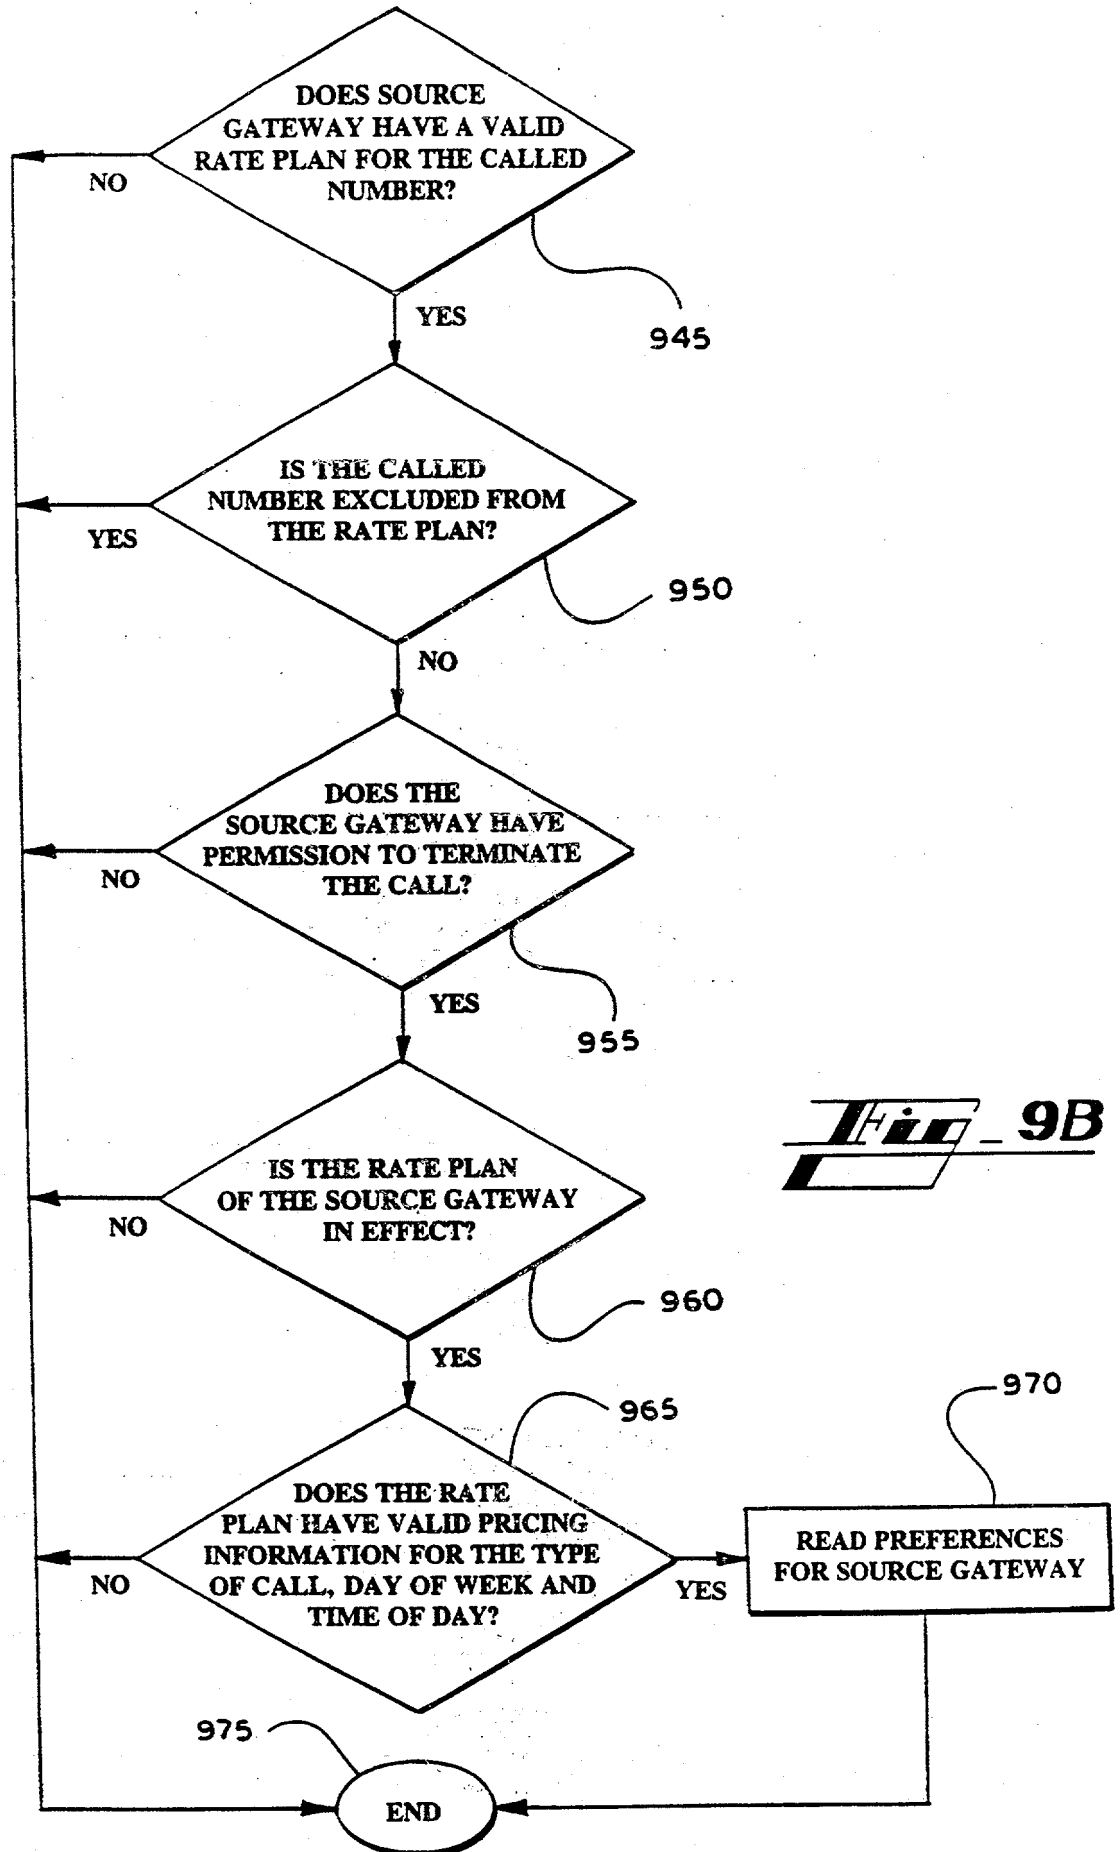 DOES SOURCE
GATEWAY HAVE A VALID
RATE PLAN FOR THE CALLED
NUMBER?
NO
YES
945
IS THE CALLED
NUMBER EXCLUDED FROM
THE RATE PLAN?
YES
950
NO
DOES THE
SOURCE GATEWAY HAVE
PERMISSION TO TERMINATE
THE CALL?
NO
YES
955
Fig_9B
IS THE RATE PLAN
OF THE SOURCE GATEWAY
IN EFFECT?
NO
960
YES
965
970
DOES THE RATE
PLAN HAVE VALID PRICING
INFORMATION FOR THE TYPE
OF CALL, DAY OF WEEK AND
TIME OF DAY?
NO
YES
READ PREFERENCES
FOR SOURCE GATEWAY
975
END